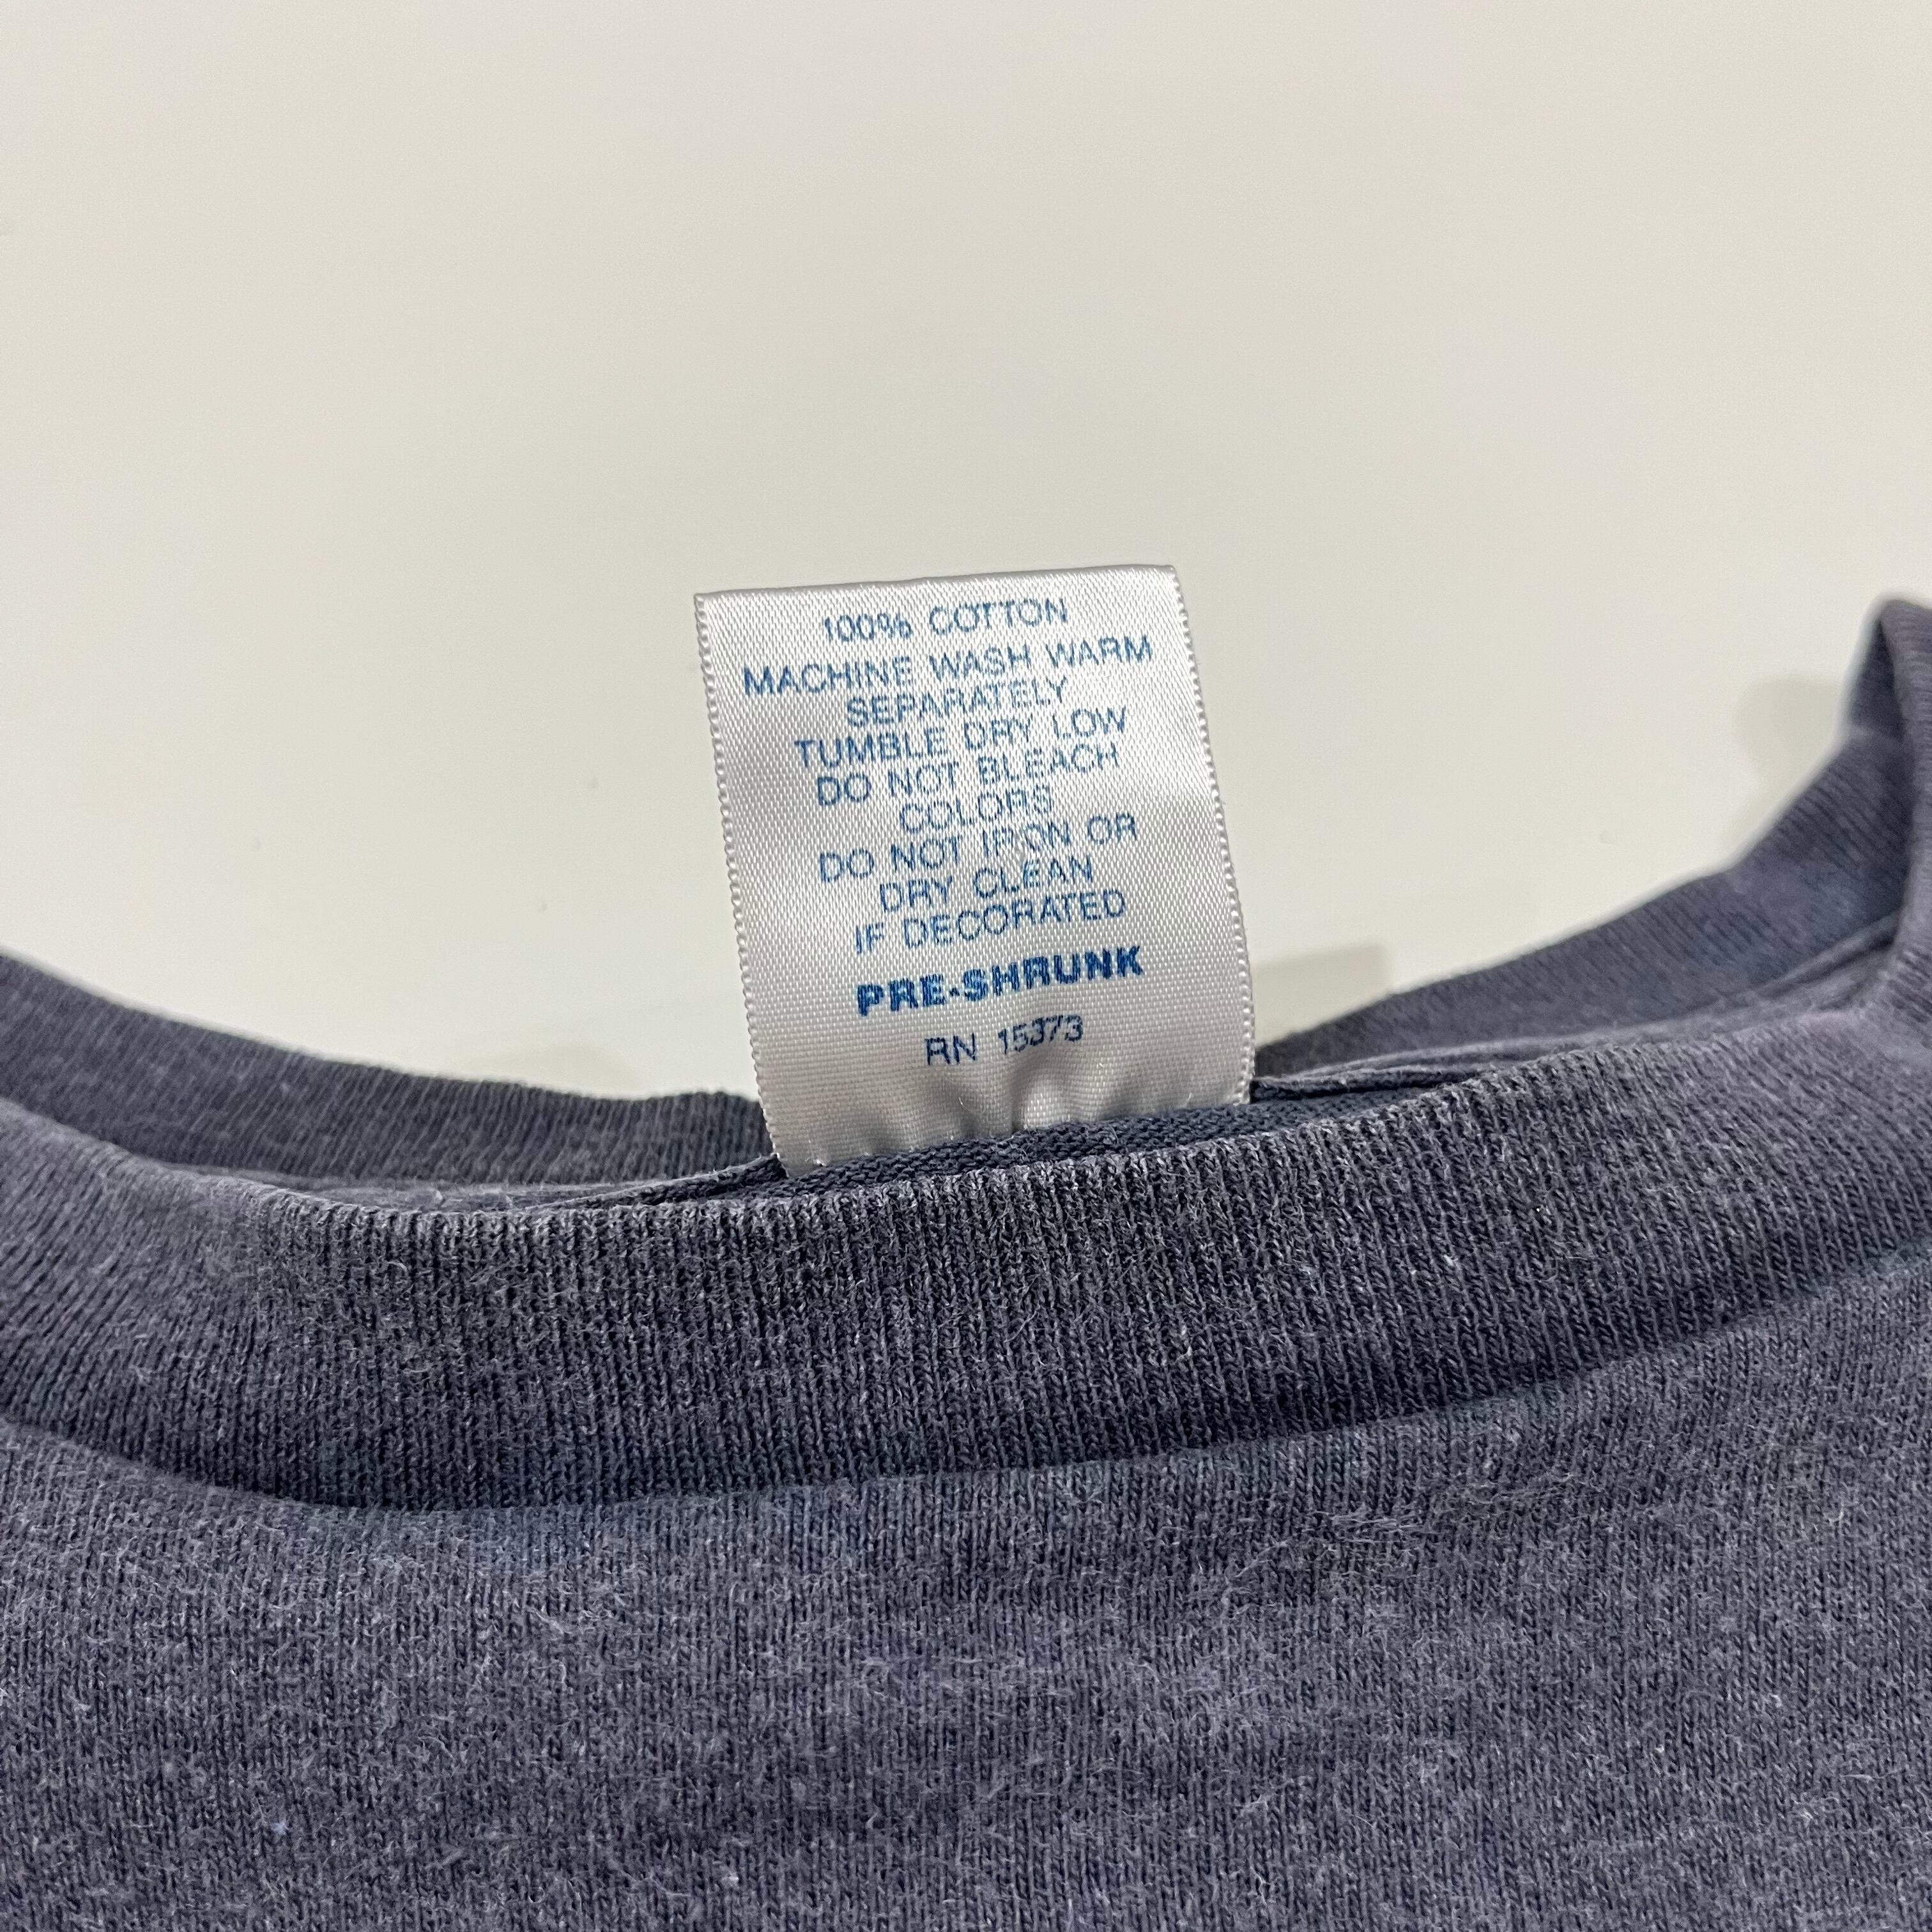 100% COTTON
MACHINE WASH WARM
SEPARATELY
TUMBLE DRY LOW
DO NOT BLEACH
COLORS
DO NOT IRON OR
DRY CLEAN
IF DECORATED
PRE-SHRUNK
RN 15373